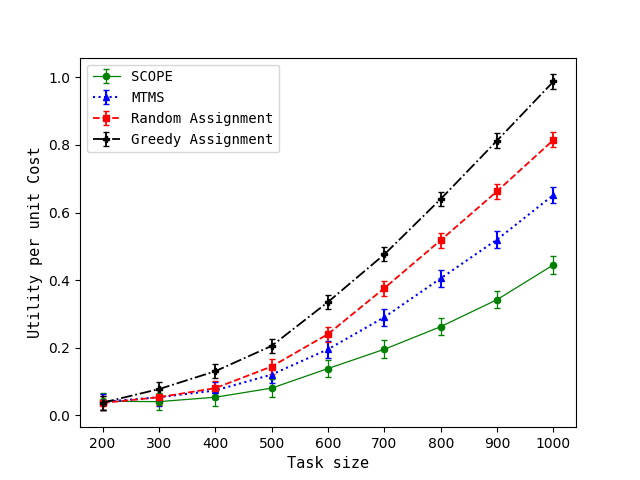 SCOPE
MTMS
Random Assignment
Greedy Assignment
1.0
0.8
0.6
0.4
0.2
0.0
Utility per unit Cost
200 300 400 500 600 700 800 900 1000
Task size